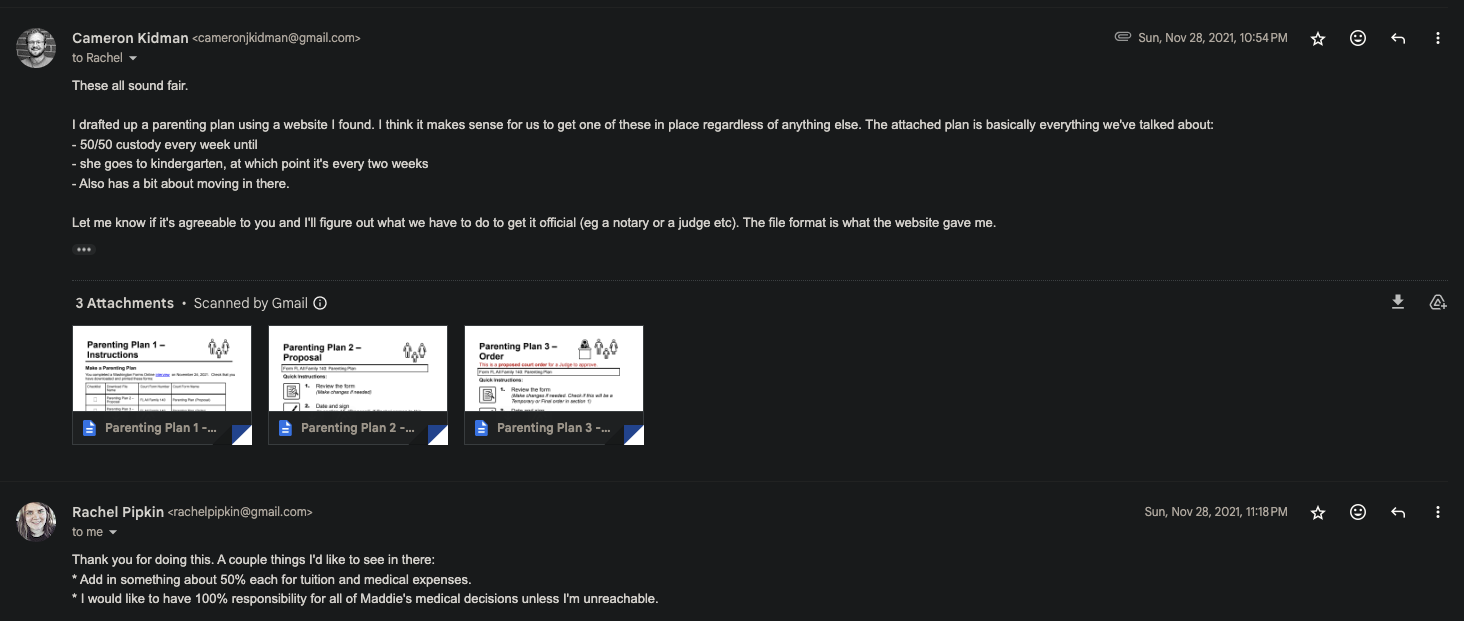 Cameron Kidman <cameronjkidman@gmail.com>
Sun, Nov 28, 2021, 10:54 PM
to Rachel
These all sound fair.
I drafted up a parenting plan using a website I found. I think it makes sense for us to get one of these in place regardless of anything else. The attached plan is basically everything we've talked about:
- 50/50 custody every week until
- she goes to kindergarten, at which point it's every two weeks
- Also has a bit about moving in there.
Let me know if it's agreeable to you and I'll figure out what we have to do to get it official (eg a notary or a judge etc). The file format is what the website gave me.
3 Attachments • Scanned by Gmail
Parenting Plan 1 –
Instructions
Make a Parenting Plan
Parenting Plan 1 -...
Parenting Plan 2 –
Proposal
Form FL All Family 140 Parenting Plan
Quick Instructions:
1. Review the form
(Make changes if needed)
2. Date and sign
Parenting Plan 2 -...
Parenting Plan 3 –
Order
This is a proposed court order for a Judge to approve.
Form FL All Family 140 Parenting Plan
Quick Instructions:
1. Review the form
(Make changes if needed. Check if this will be a
Temporary or Final order in section 1)
2. Date and sign
Parenting Plan 3 -...
Rachel Pipkin <rachelpipkin@gmail.com>
Sun, Nov 28, 2021, 11:18 PM
to me
Thank you for doing this. A couple things I'd like to see in there:
* Add in something about 50% each for tuition and medical expenses.
* I would like to have 100% responsibility for all of Maddie's medical decisions unless I'm unreachable.